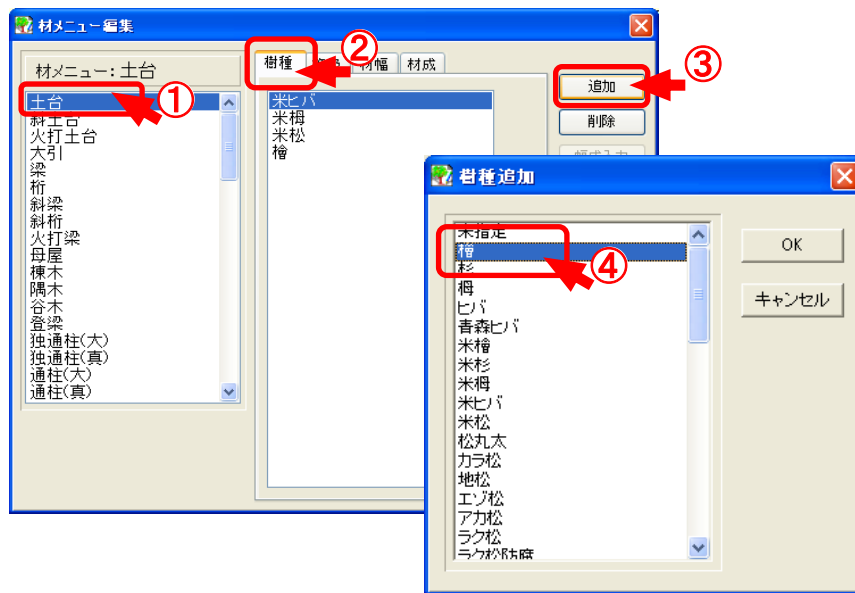 材メニュー編集
材メニュー:土台
樹種
材幅
材成
②
③
①
追加
削除
土台
斜土台
火打土台
大引
梁
桁
斜梁
斜桁
火打梁
母屋
棟木
隅木
谷木
登梁
独通柱(大)
独通柱(真)
通柱(大)
通柱(真)
米ヒバ
米栂
米松
檜
樹種追加
未指定
檜
杉
栂
ヒバ
青森ヒバ
米檜
米杉
米栂
米ヒバ
米松
松丸太
カラ松
地松
エゾ松
アカ松
ラク松
ラク松防腐
④
OK
キャンセル